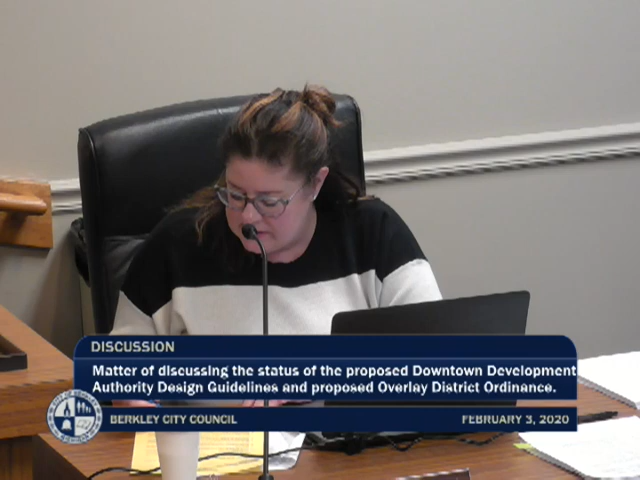 DISCUSSION
Matter of discussing the status of the proposed Downtown Development
Authority Design Guidelines and proposed Overlay District Ordinance.
BERKLEY CITY COUNCIL
FEBRUARY 3, 2020